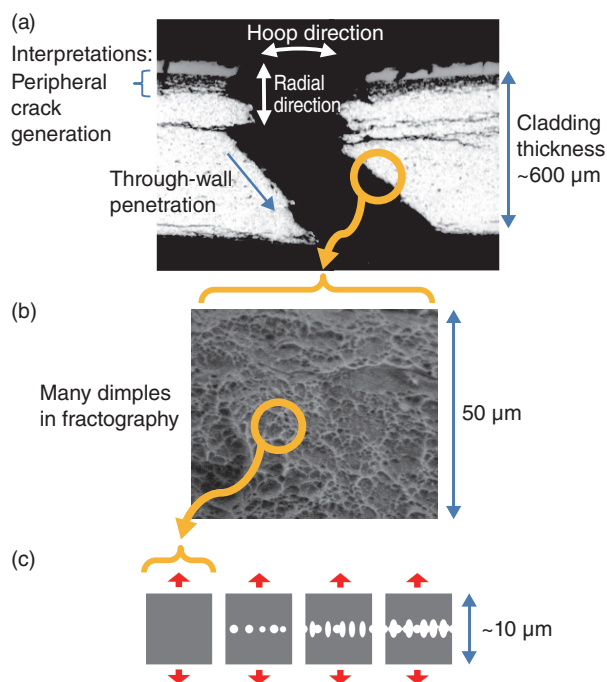 (a)
Hoop direction
Interpretations:
Peripheral
crack
generation
Radial
direction
Cladding
thickness
~600 µm
Through-wall
penetration
(b)
Many dimples
in fractography
50 µm
(c)
~10 µm